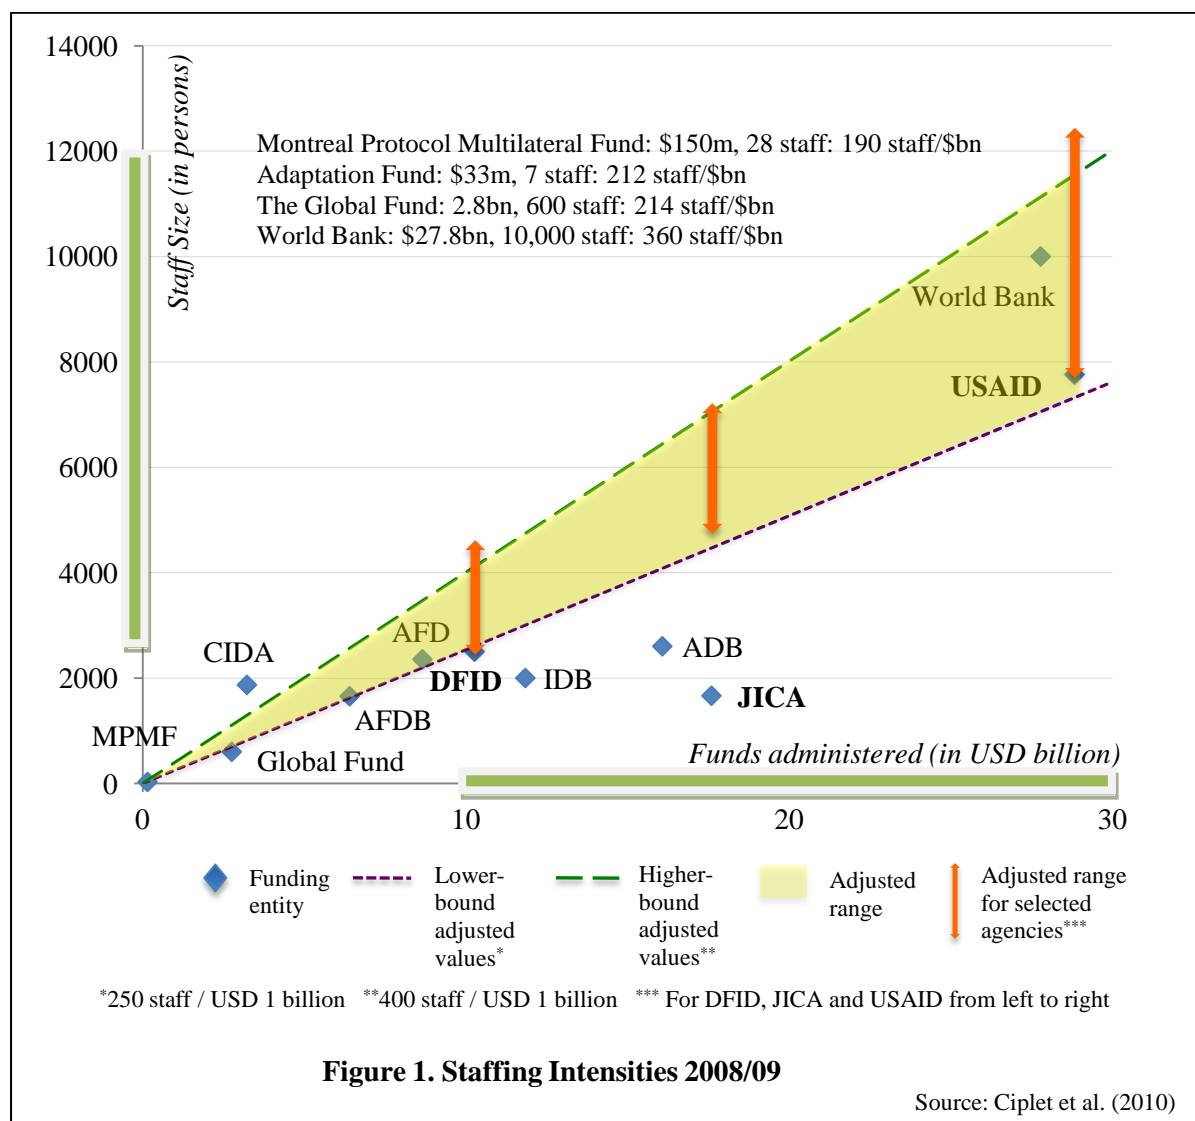 14000
12000
10000
8000
6000
4000
2000
0
Staff Size (in persons)
Montreal Protocol Multilateral Fund: $150m, 28 staff: 190 staff/$bn
Adaptation Fund: $33m, 7 staff: 212 staff/$bn
The Global Fund: 2.8bn, 600 staff: 214 staff/$bn
World Bank: $27.8bn, 10,000 staff: 360 staff/$bn
World Bank
USAID
CIDA
AFD
ADB
DFID
IDB
JICA
AFDB
MPMF
Global Fund
Funds administered (in USD billion)
0
10
20
30
Funding
entity
Lower-
bound
adjusted
values*
Higher-
bound
adjusted
values**
Adjusted
range
Adjusted range
for selected
agencies***
*250 staff / USD 1 billion **400 staff / USD 1 billion *** For DFID, JICA and USAID from left to right
Figure 1. Staffing Intensities 2008/09
Source: Ciplet et al. (2010)